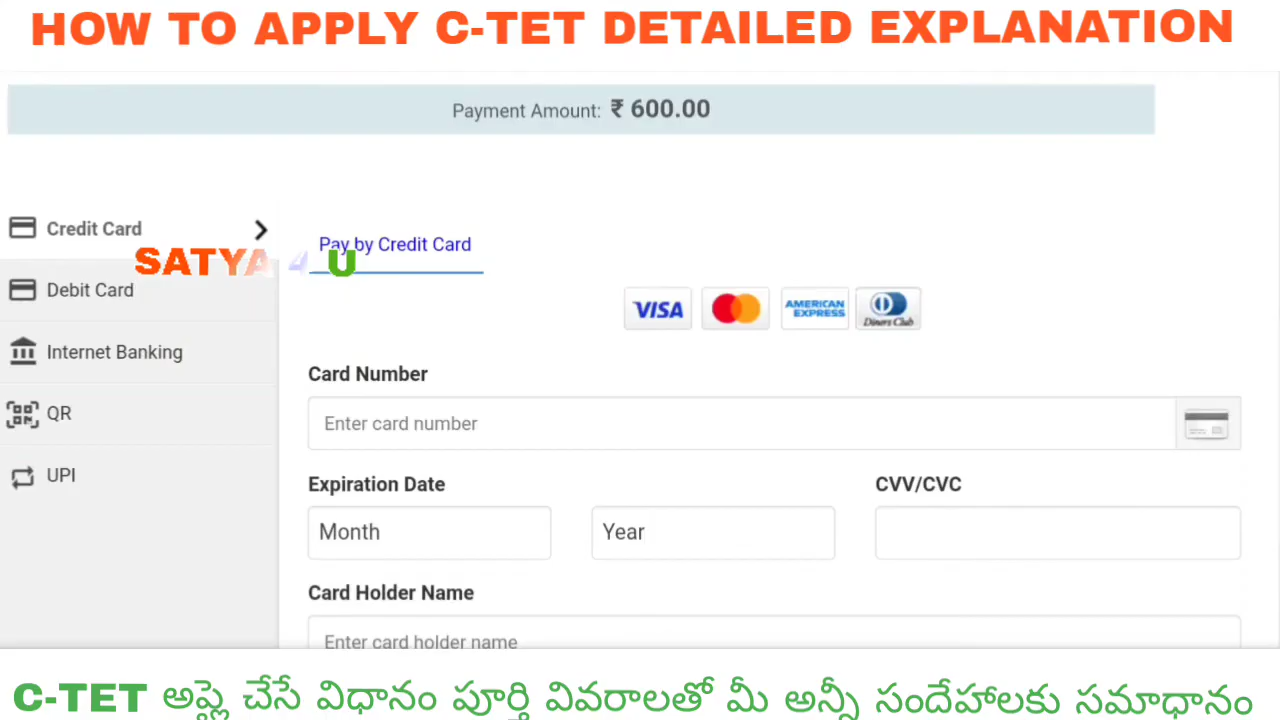 HOW TO APPLY C-TET DETAILED EXPLANATION
Payment Amount: ₹ 600.00
Credit Card
Pay by Credit Card
SATYA 4 U
Debit Card
VISA
AMERICAN EXPRESS
Diners Club
Internet Banking
Card Number
QR
Enter card number
UPI
Expiration Date
CVV/CVC
Month
Year
Card Holder Name
Enter card holder name
C-TET అప్లై చేసే విధానం పూర్తి వివరాలతో మీ అన్నీ సందేహాలకు సమాధానం